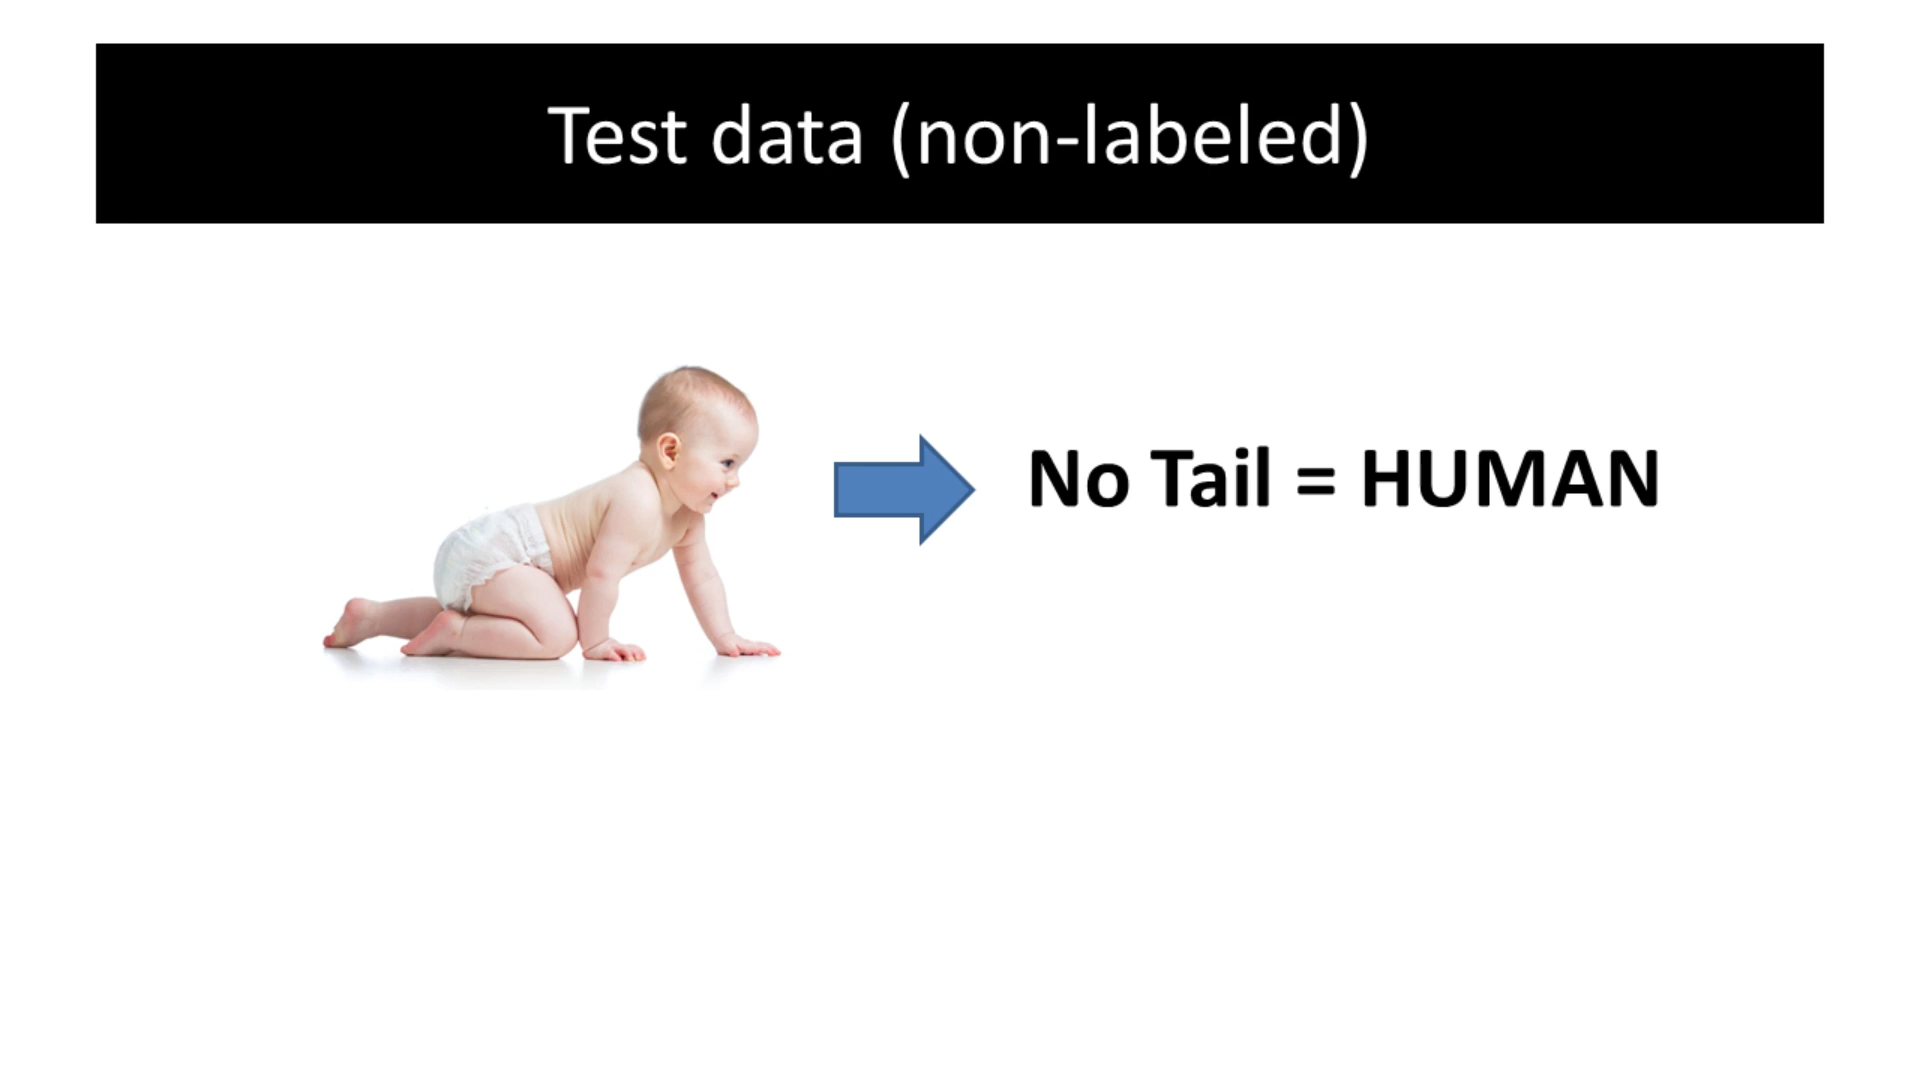 Test data (non-labeled)
No Tail = HUMAN